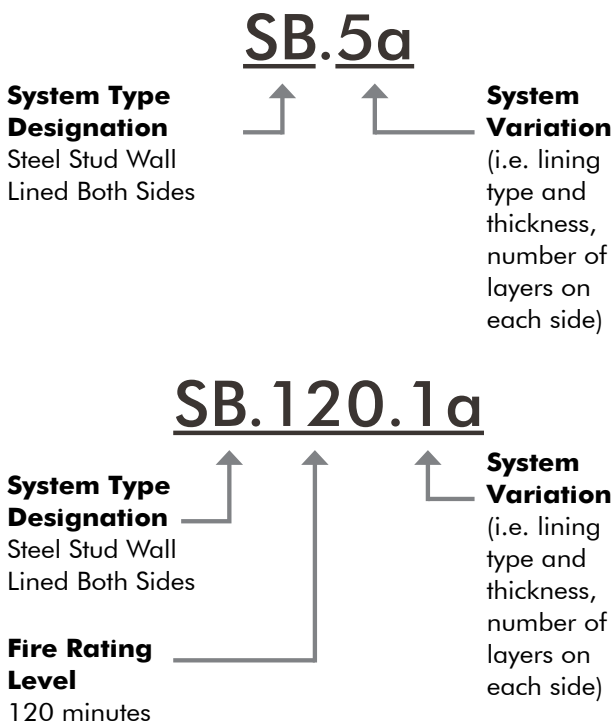 SB.5a
System Type
Designation
Steel Stud Wall
Lined Both Sides
System
Variation
(i.e. lining
type and
thickness,
number of
layers on
each side)
SB.120.1a
System Type
Designation
Steel Stud Wall
Lined Both Sides
Fire Rating
Level
120 minutes
System
Variation
(i.e. lining
type and
thickness,
number of
layers on
each side)